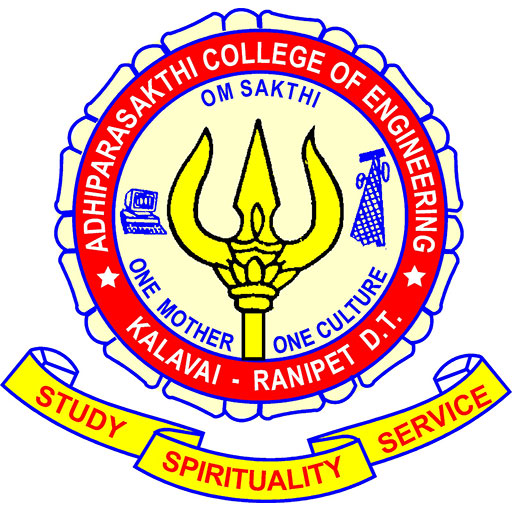 ADHIPARASAKTHI COLLEGE OF ENGINEERING
OM SAKTHI
ONE MOTHER ONE CULTURE
KALAVAI - RANIPET D.T.
STUDY
SPIRITUALITY
SERVICE